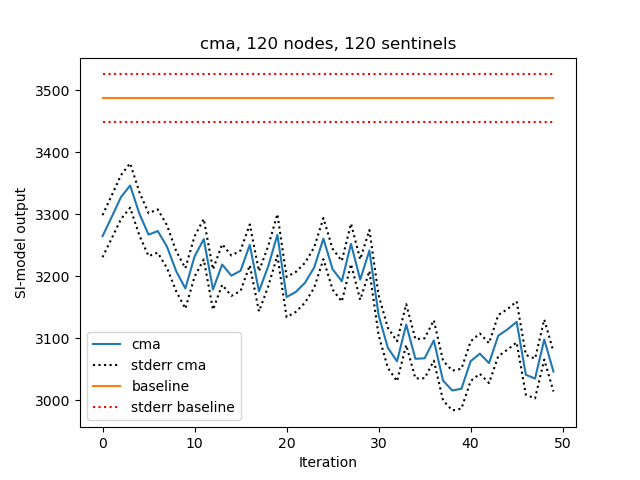 cma, 120 nodes, 120 sentinels
SI-model output
3500
3400
3300
3200
3100
3000
cma
stderr cma
baseline
stderr baseline
0
10
20
30
40
50
Iteration